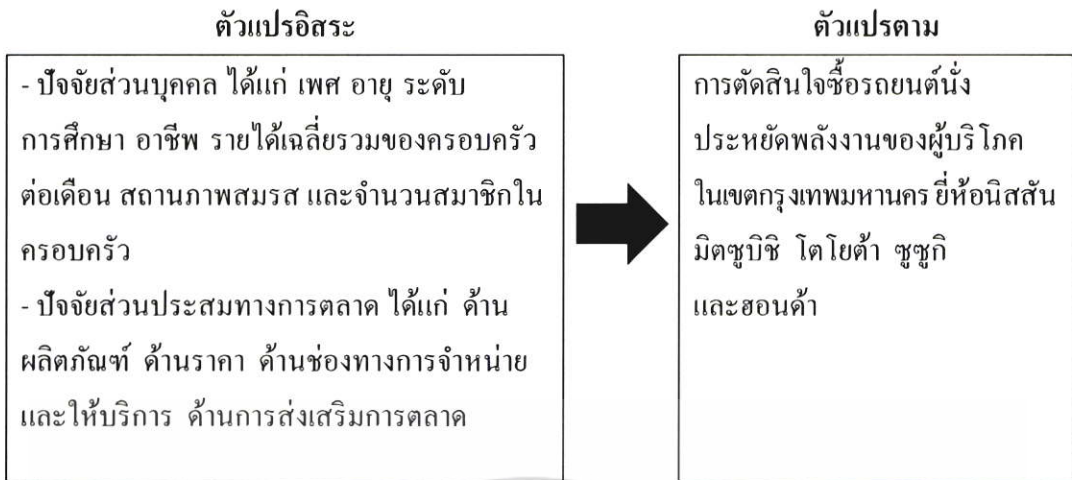 ตัวแปรอิสระ
- ปัจจัยส่วนบุคคล ได้แก่ เพศ อายุ ระดับ
การศึกษา อาชีพ รายได้เฉลี่ยรวมของครอบครัว
ต่อเดือน สถานภาพสมรส และจำนวนสมาชิกใน
ครอบครัว
- ปัจจัยส่วนประสมทางการตลาด ได้แก่ ด้าน
ผลิตภัณฑ์ ด้านราคา ด้านช่องทางการจำหน่าย
และให้บริการ ด้านการส่งเสริมการตลาด
ตัวแปรตาม
การตัดสินใจซื้อรถยนต์นั่ง
ประหยัดพลังงานของผู้บริโภค
ในเขตกรุงเทพมหานคร ยี่ห้อนิสสัน
มิตซูบิชิ โตโยต้า ซูซูกิ
และฮอนด้า